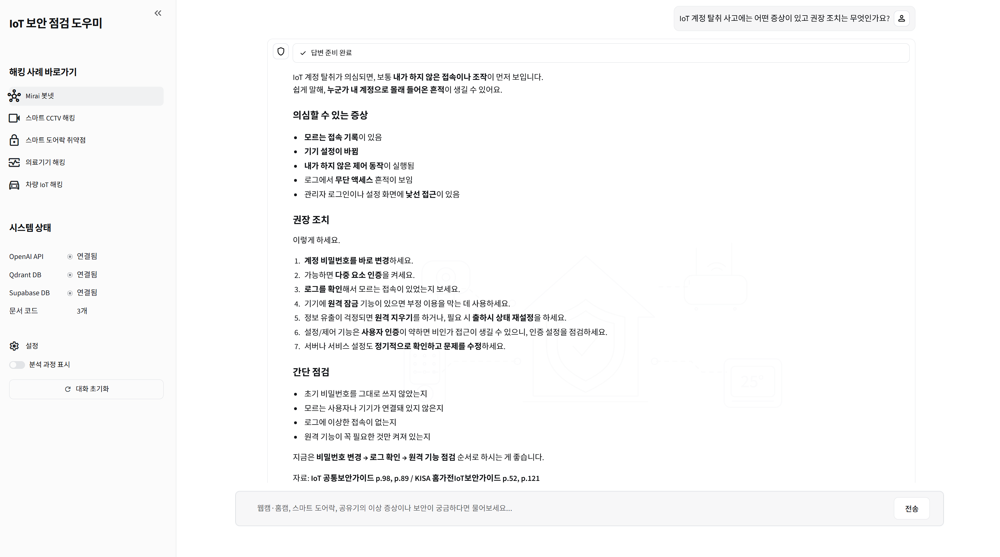 IoT 보안 점검 도우미
해킹 사례 바로가기
Mirai 봇넷
스마트 CCTV 해킹
스마트 도어락 취약점
의료기기 해킹
차량 IoT 해킹
시스템 상태
OpenAI API 연결됨
Qdrant DB 연결됨
Supabase DB 연결됨
문서 코드 3개
설정
분석 과정 표시
대화 초기화
IoT 계정 탈취 사고에는 어떤 증상이 있고 권장 조치는 무엇인가요?
답변 준비 완료
IoT 계정 탈취가 의심되면, 보통 내가 하지 않은 접속이나 조작이 먼저 보입니다.
쉽게 말해, 누군가 내 계정으로 몰래 들어온 흔적이 생길 수 있어요.
의심할 수 있는 증상
• 모르는 접속 기록이 있음
• 기기 설정이 바뀜
• 내가 하지 않은 제어 동작이 실행됨
• 로그에서 무단 액세스 흔적이 보임
• 관리자 로그인이나 설정 화면에 낯선 접근이 있음
권장 조치
이렇게 하세요.
1. 계정 비밀번호를 바로 변경하세요.
2. 가능하면 다중 요소 인증을 켜세요.
3. 로그를 확인해서 모르는 접속이 있었는지 보세요.
4. 기기에 원격 잠금 기능이 있으면 부정 이용을 막는 데 사용하세요.
5. 정보 유출이 걱정되면 원격 지우기를 하거나, 필요 시 출하시 상태 재설정을 하세요.
6. 설정/제어 기능은 사용자 인증이 약하면 비인가 접근이 생길 수 있으니, 인증 설정을 점검하세요.
7. 서버나 서비스 설정도 정기적으로 확인하고 문제를 수정하세요.
25°
간단 점검
• 초기 비밀번호를 그대로 쓰지 않았는지
• 모르는 사용자나 기기가 연결돼 있지 않은지
• 로그에 이상한 접속이 없는지
• 원격 기능이 꼭 필요한 것만 켜져 있는지
지금은 비밀번호 변경 → 로그 확인 → 원격 기능 점검 순서로 하시는 게 좋습니다.
자료: IoT 공통보안가이드 p.98, p.89 / KISA 홈가전IoT보안가이드 p.52, p.121
웹캠·홈캠, 스마트 도어락, 공유기의 이상 증상이나 보안이 궁금하다면 물어보세요...
전송